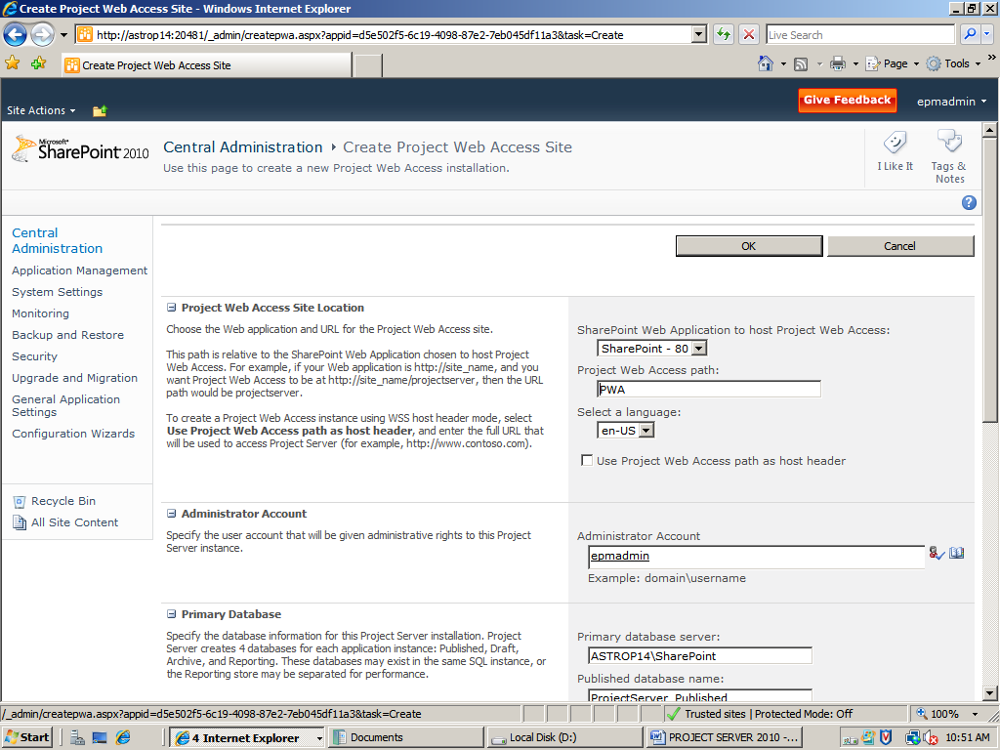 Create Project Web Access Site - Windows Internet Explorer
http://astrop14:20481/_admin/createpwa.aspx?appid=d5e502f5-6c19-4098-87e2-7eb045df11a3&task=Create
Live Search
Create Project Web Access Site
Page
Tools
Site Actions
Give Feedback
epmadmin
Microsoft®
SharePoint 2010
Central Administration
Create Project Web Access Site
Use this page to create a new Project Web Access installation.
I Like It
Tags &
Notes
Central
Administration
Application Management
System Settings
Monitoring
Backup and Restore
Security
Upgrade and Migration
General Application
Settings
Configuration Wizards
Recycle Bin
All Site Content
OK
Cancel
Project Web Access Site Location
Choose the Web application and URL for the Project Web Access site.
This path is relative to the SharePoint Web Application chosen to host Project
Web Access. For example, if your Web application is http://site_name, and you
want Project Web Access to be at http://site_name/projectserver, then the URL
path would be projectserver.
To create a Project Web Access instance using WSS host header mode, select
Use Project Web Access path as host header, and enter the full URL that
will be used to access Project Server (for example, http://www.contoso.com).
SharePoint Web Application to host Project Web Access:
SharePoint - 80
Project Web Access path:
PWA
Select a language:
en-US
Use Project Web Access path as host header
Administrator Account
Specify the user account that will be given administrative rights to this Project
Server instance.
Administrator Account
epmadmin
Example: domain\username
Primary Database
Specify the database information for this Project Server installation. Project
Server creates 4 databases for each application instance: Published, Draft,
Archive, and Reporting. These databases may exist in the same SQL instance, or
the Reporting store may be separated for performance.
Primary database server:
ASTROP14\SharePoint
Published database name:
ProjectServer_Published
/_admin/createpwa.aspx?appid=d5e502f5-6c19-4098-87e2-7eb045df11a3&task=Create
Trusted sites | Protected Mode: Off
100%
Start
4 Internet Explorer
Documents
Local Disk (D:)
PROJECT SERVER 2010 -...
10:51 AM